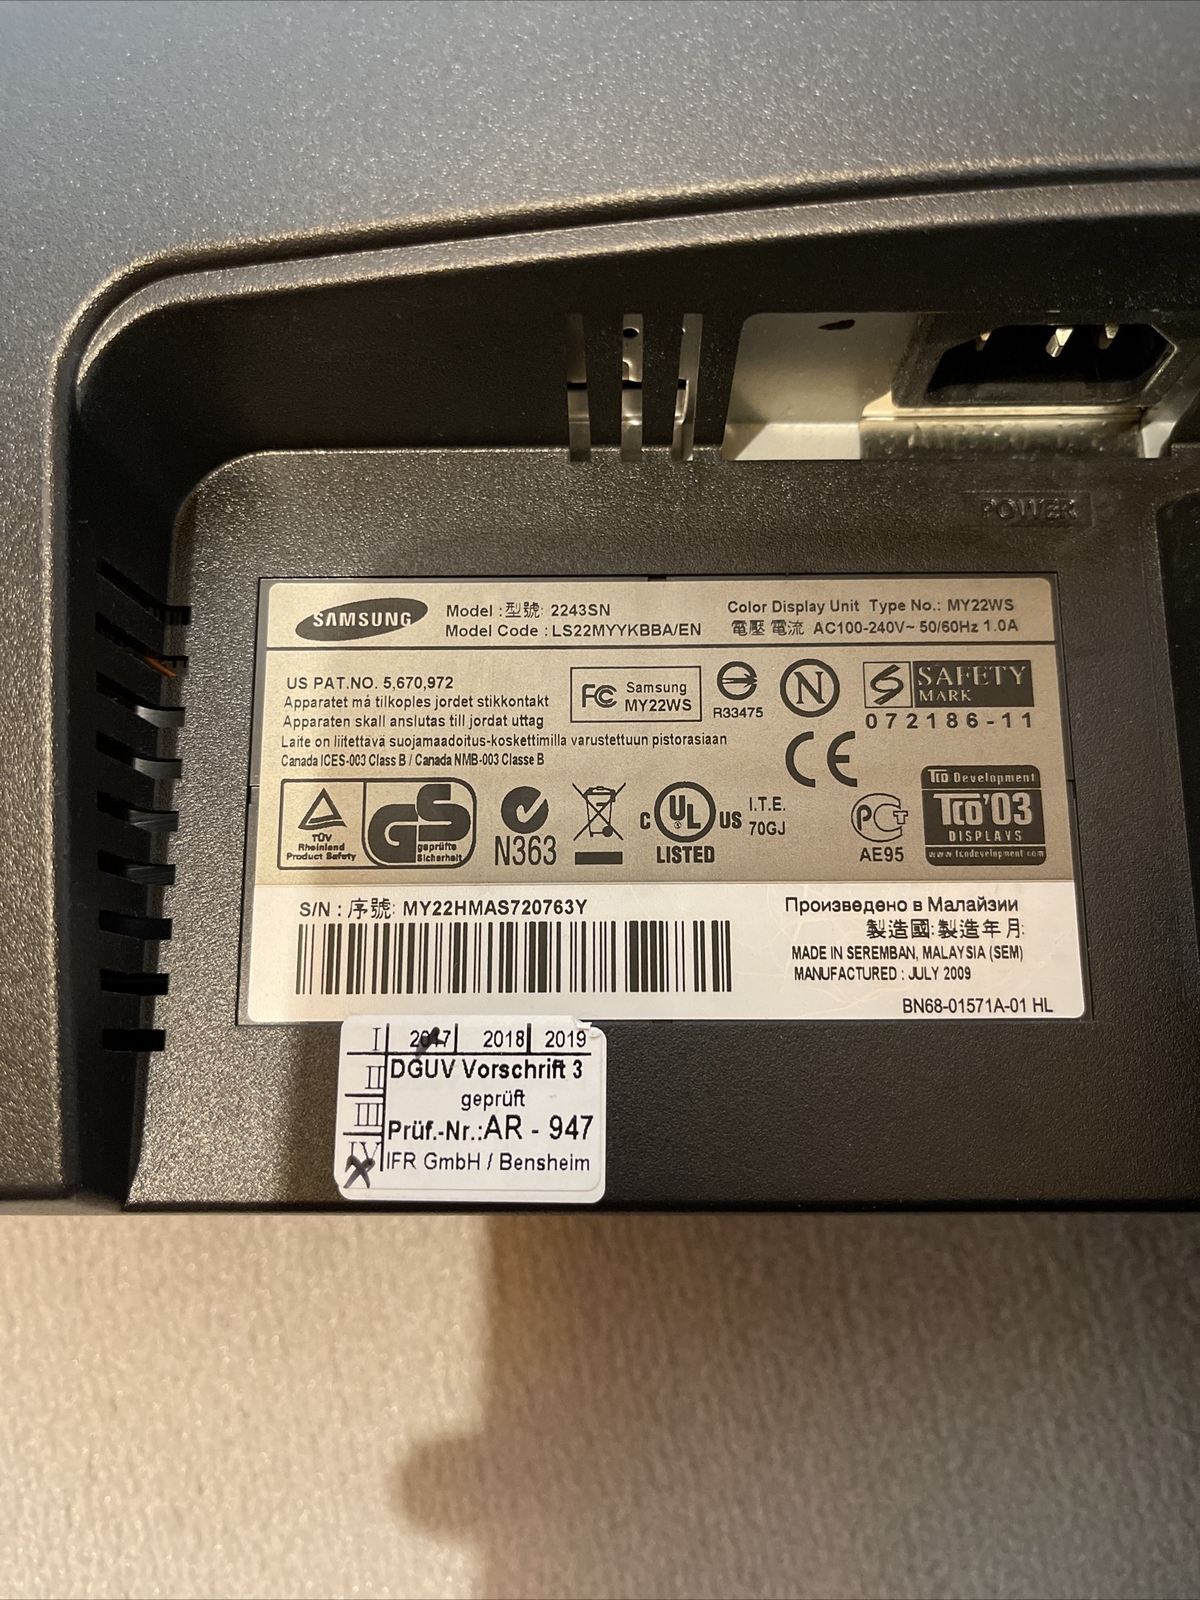 POWER
SAMSUNG
Model :型號: 2243SN
Model Code : LS22MYYKBBA/EN
Color Display Unit Type No.: MY22WS
電壓 電流 AC100-240V~ 50/60Hz 1.0A
US PAT.NO. 5,670,972
Apparatet må tilkoples jordet stikkontakt
Apparaten skall anslutas till jordat uttag
Laite on liitettävä suojamaadoitus-koskettimilla varustettuun pistorasiaan
Canada ICES-003 Class B / Canada NMB-003 Classe B
FC Samsung
MY22WS
R33475
N
S SAFETY
MARK
072186-11
CE
TÜV
Rheinland
Product Safety
GS
geprüfte
Sicherheit
N363
C UL US
LISTED
I.T.E.
70GJ
PCT
AE95
TCO Development
TCO'03
DISPLAYS
www.tcodevelopment.com
S/N : 序號: MY22HMAS720763Y
Произведено в Малайзии
製造國: 製造年月:
MADE IN SEREMBAN, MALAYSIA (SEM)
MANUFACTURED : JULY 2009
BN68-01571A-01 HL
I 2017 2018 2019
II DGUV Vorschrift 3
geprüft
III Prüf.-Nr.:AR - 947
IV IFR GmbH / Bensheim
X